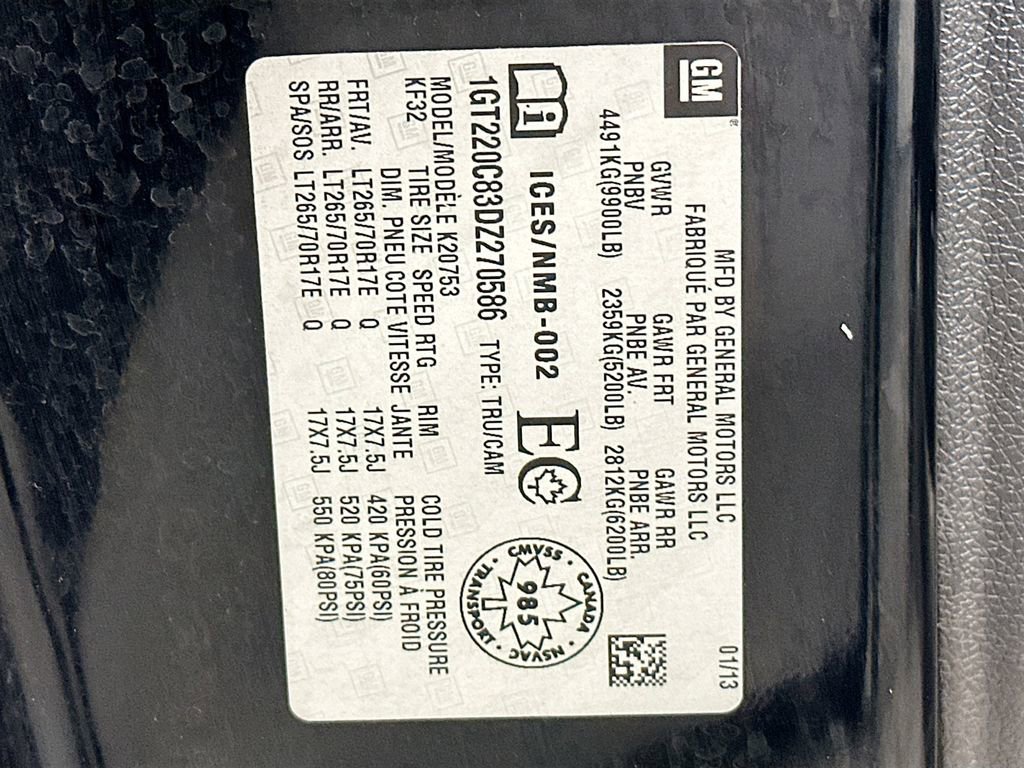 GM
MFD BY GENERAL MOTORS LLC 01/13
FABRIQUÉ PAR GENERAL MOTORS LLC
GVWR GAWR FRT GAWR RR
PNBV PNBE AV. PNBE ARR.
4491KG(9900LB) 2359KG(5200LB) 2812KG(6200LB)
i ICES/NMB-002 EC
CANADA · NSVAC · TRANSPORT · CMVSS ·
985
1GT220C83DZ270586 TYPE: TRU/CAM
MODEL/MODÈLE K20753
KF32 TIRE SIZE SPEED RTG RIM COLD TIRE PRESSURE
DIM. PNEU COTE VITESSE JANTE PRESSION À FROID
FRT/AV. LT265/70R17E Q 17X7.5J 420 KPA(60PSI)
RR/ARR. LT265/70R17E Q 17X7.5J 520 KPA(75PSI)
SPA/SOS LT265/70R17E Q 17X7.5J 550 KPA(80PSI)